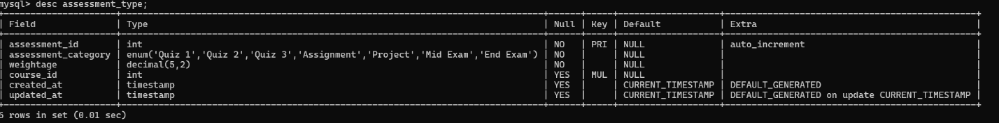 mysql> desc assessment_type;
+---------------------+---------------------------------------------------------------------------+------+-----+-------------------+-----------------------------------------------+
| Field | Type | Null | Key | Default | Extra |
+---------------------+---------------------------------------------------------------------------+------+-----+-------------------+-----------------------------------------------+
| assessment_id | int | NO | PRI | NULL | auto_increment |
| assessment_category | enum('Quiz 1','Quiz 2','Quiz 3','Assignment','Project','Mid Exam','End Exam') | NO | | NULL | |
| weightage | decimal(5,2) | NO | | NULL | |
| course_id | int | YES | MUL | NULL | |
| created_at | timestamp | YES | | CURRENT_TIMESTAMP | DEFAULT_GENERATED |
| updated_at | timestamp | YES | | CURRENT_TIMESTAMP | DEFAULT_GENERATED on update CURRENT_TIMESTAMP |
+---------------------+---------------------------------------------------------------------------+------+-----+-------------------+-----------------------------------------------+
6 rows in set (0.01 sec)